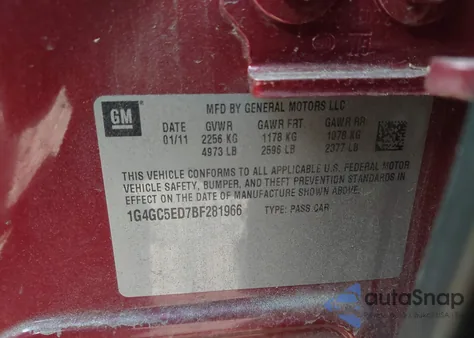 GM
MFD BY GENERAL MOTORS LLC
DATE GVWR GAWR FRT GAWR RR
01/11 2256 KG 1178 KG 1078 KG
4973 LB 2596 LB 2377 LB
THIS VEHICLE CONFORMS TO ALL APPLICABLE U.S. FEDERAL MOTOR
VEHICLE SAFETY, BUMPER, AND THEFT PREVENTION STANDARDS IN
EFFECT ON THE DATE OF MANUFACTURE SHOWN ABOVE.
1G4GC5ED7BF281966 TYPE: PASS CAR
autoSnap